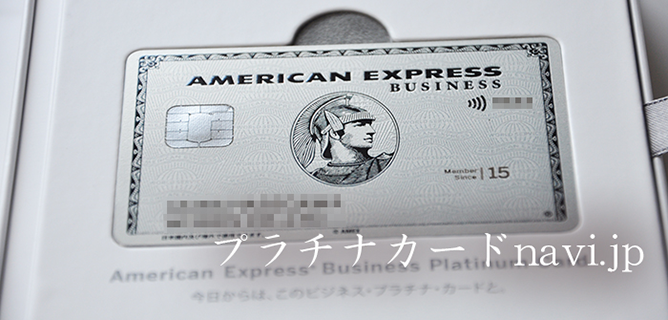 AMERICAN EXPRESS
BUSINESS
Member
Since 15
© AMEX
プラチナカードnavi.jp
American Express® Business Platinum Card
今日からは、このビジネス・プラチナ・カードと。